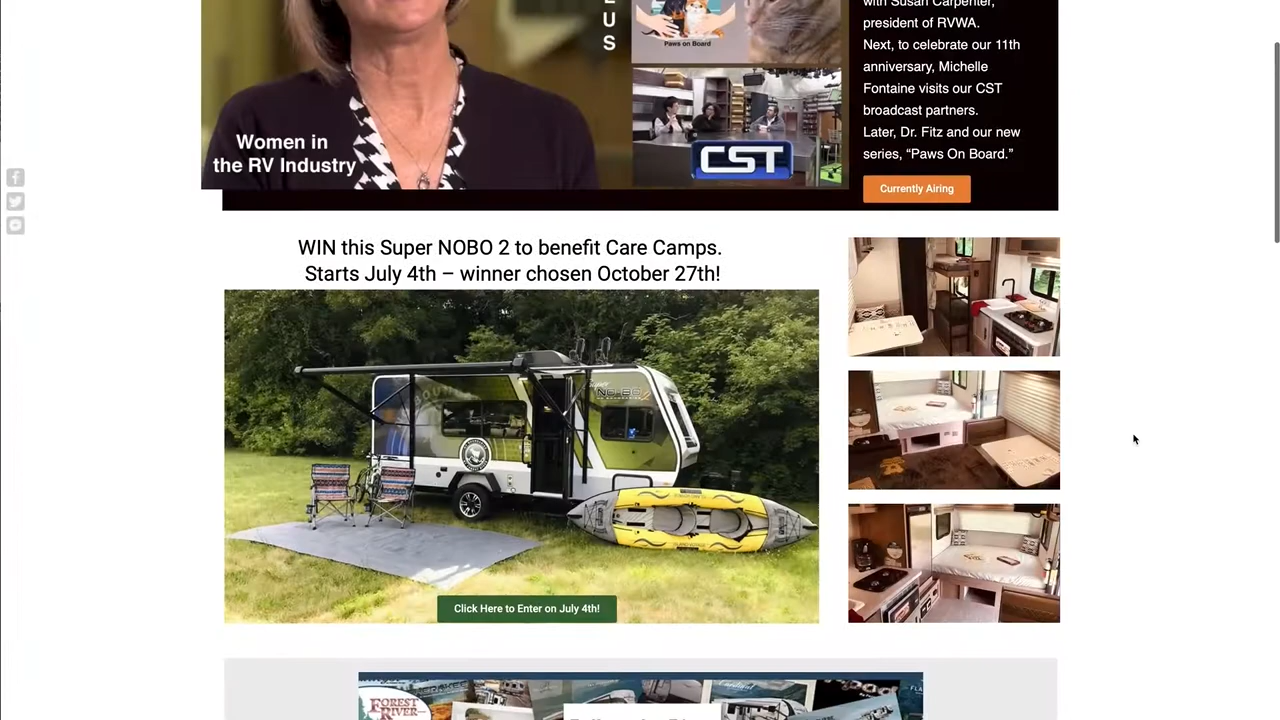 E
U
S
Paws on Board
CST
Women in
the RV Industry
with Susan Carpenter,
president of RVWA.
Next, to celebrate our 11th
anniversary, Michelle
Fontaine visits our CST
broadcast partners.
Later, Dr. Fitz and our new
series, “Paws On Board.”
Currently Airing
WIN this Super NOBO 2 to benefit Care Camps.
Starts July 4th – winner chosen October 27th!
Click Here to Enter on July 4th!
FOREST
RIVER